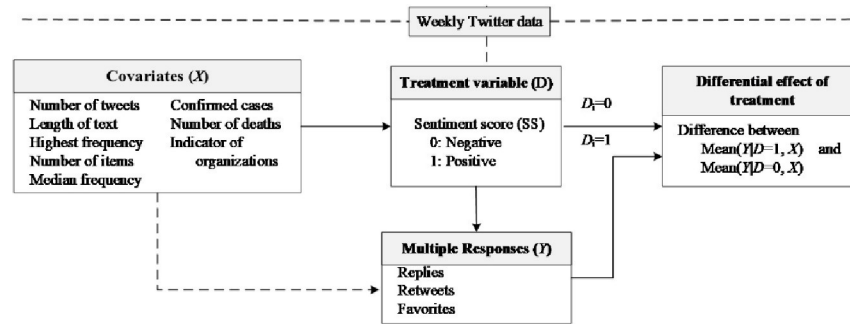 Weekly Twitter data
Covariates (X)
Number of tweets
Length of text
Highest frequency
Number of items
Median frequency
Confirmed cases
Number of deaths
Indicator of
organizations
Treatment variable (D)
Sentiment score (SS)
0: Negative
1: Positive
Di=0
Di=1
Differential effect of
treatment
Difference between
Mean(Y|D=1, X) and
Mean(Y|D=0, X)
Multiple Responses (Y)
Replies
Retweets
Favorites